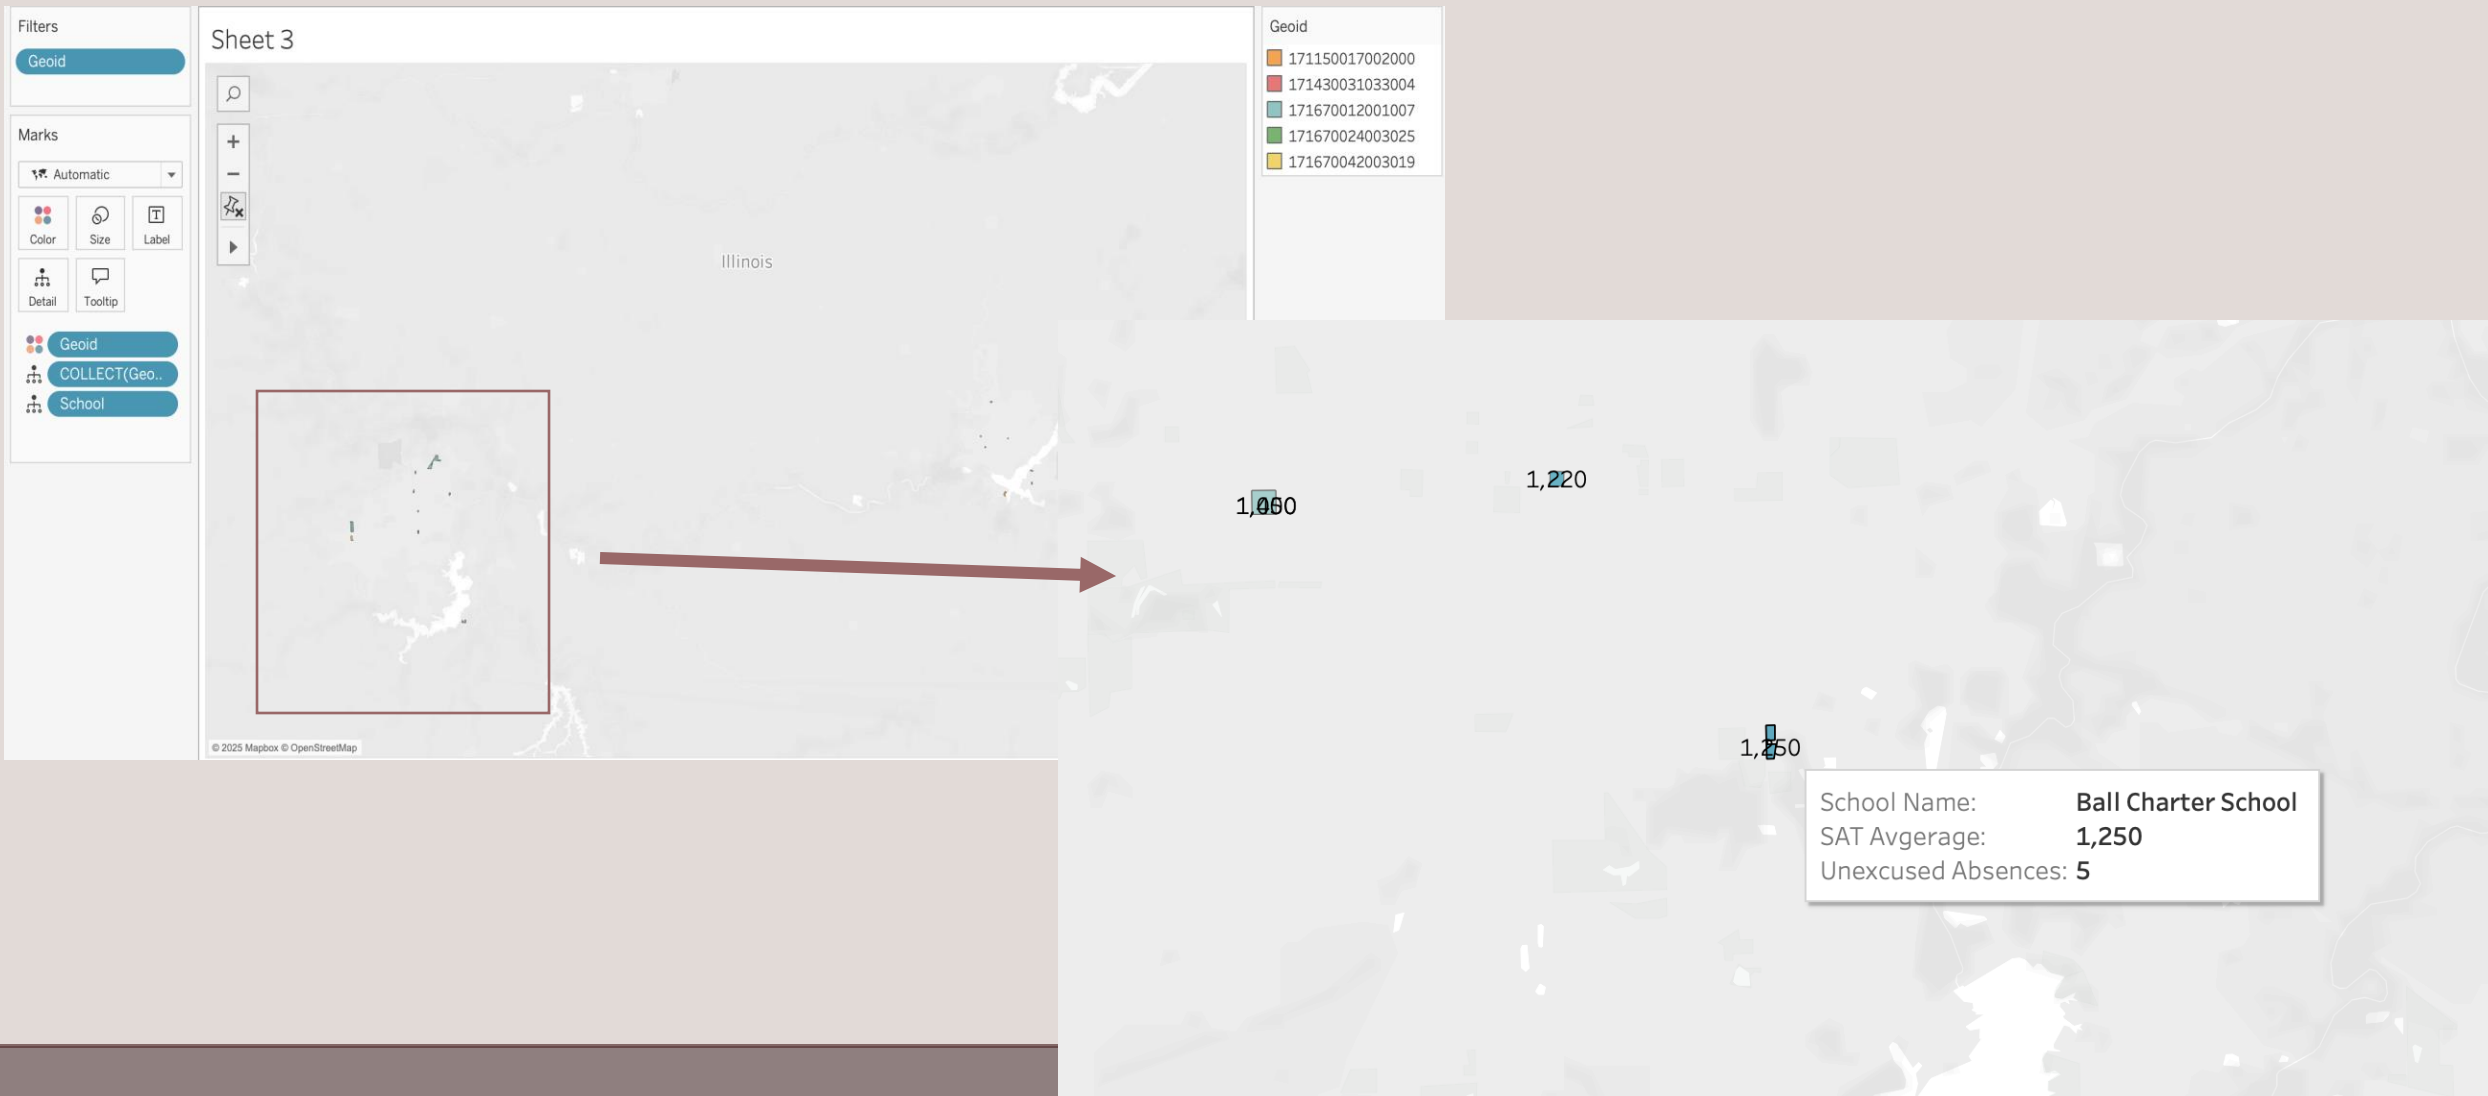 Filters
Geoid
Marks
Automatic
Color
Size
Label
Detail
Tooltip
Geoid
COLLECT(Geo..
School
Sheet 3
Illinois
© 2025 Mapbox © OpenStreetMap
Geoid
171150017002000
171430031033004
171670012001007
171670024003025
171670042003019
1,220
1,250
School Name: Ball Charter School
SAT Avgerage: 1,250
Unexcused Absences: 5